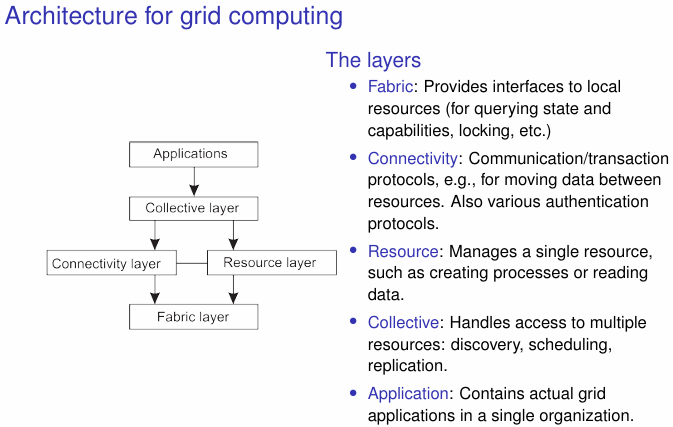 Architecture for grid computing
Applications
Collective layer
Connectivity layer
Resource layer
Fabric layer
The layers
• Fabric: Provides interfaces to local
resources (for querying state and
capabilities, locking, etc.)
• Connectivity: Communication/transaction
protocols, e.g., for moving data between
resources. Also various authentication
protocols.
• Resource: Manages a single resource,
such as creating processes or reading
data.
• Collective: Handles access to multiple
resources: discovery, scheduling,
replication.
• Application: Contains actual grid
applications in a single organization.